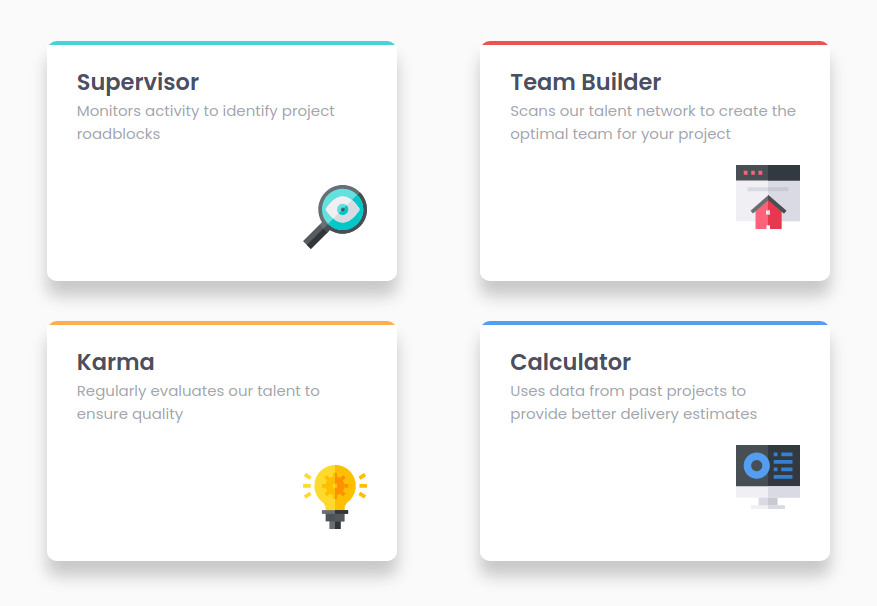 Supervisor
Monitors activity to identify project
roadblocks
Team Builder
Scans our talent network to create the
optimal team for your project
Karma
Regularly evaluates our talent to
ensure quality
Calculator
Uses data from past projects to
provide better delivery estimates